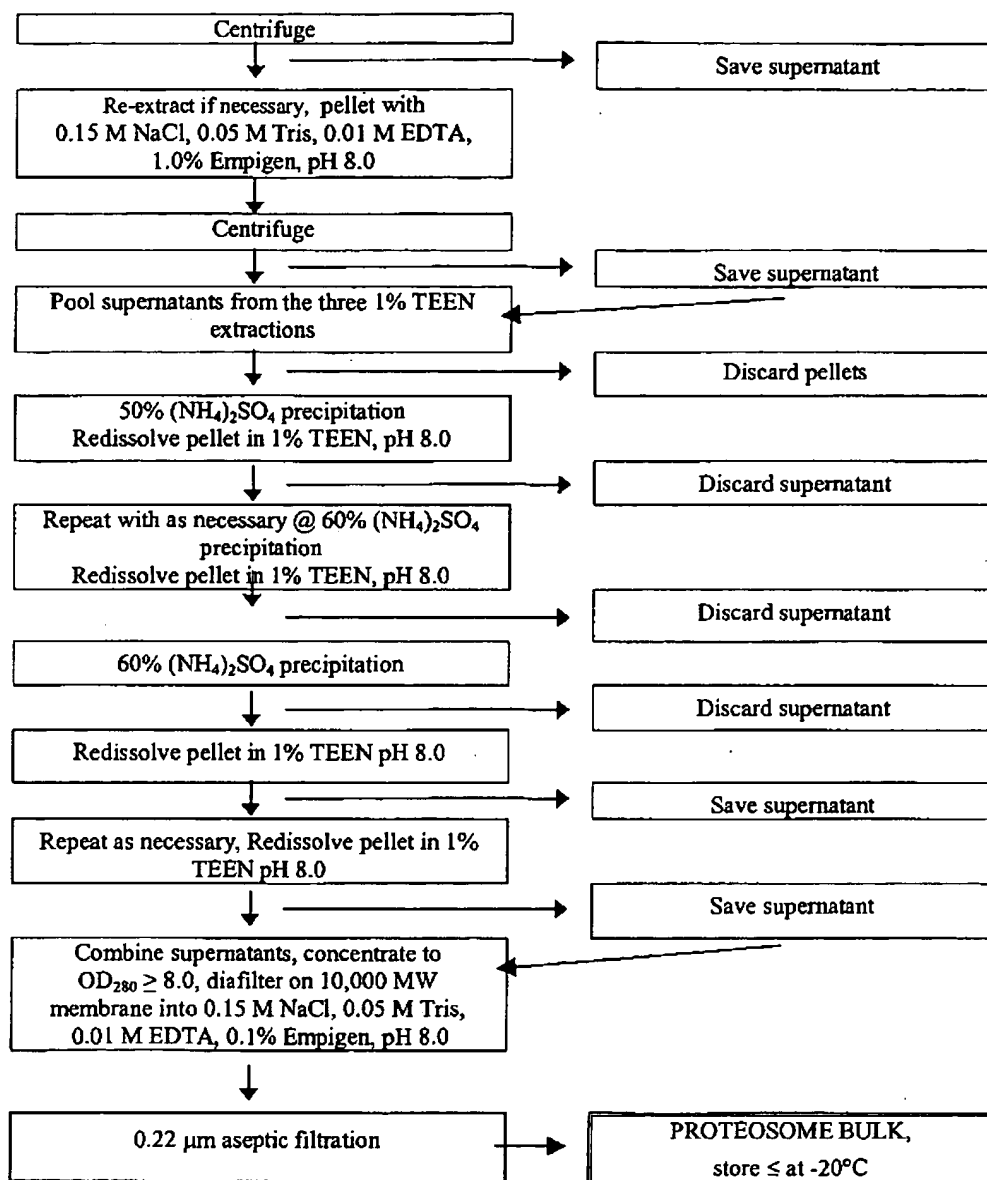 Centrifuge
Save supernatant
Re-extract if necessary, pellet with
0.15 M NaCl, 0.05 M Tris, 0.01 M EDTA,
1.0% Empigen, pH 8.0
Centrifuge
Save supernatant
Pool supernatants from the three 1% TEEN
extractions
Discard pellets
50% (NH₄)₂SO₄ precipitation
Redissolve pellet in 1% TEEN, pH 8.0
Discard supernatant
Repeat with as necessary @ 60% (NH₄)₂SO₄
precipitation
Redissolve pellet in 1% TEEN, pH 8.0
Discard supernatant
60% (NH₄)₂SO₄ precipitation
Discard supernatant
Redissolve pellet in 1% TEEN pH 8.0
Save supernatant
Repeat as necessary, Redissolve pellet in 1%
TEEN pH 8.0
Save supernatant
Combine supernatants, concentrate to
OD₂₈₀ ≥ 8.0, diafilter on 10,000 MW
membrane into 0.15 M NaCl, 0.05 M Tris,
0.01 M EDTA, 0.1% Empigen, pH 8.0
0.22 μm aseptic filtration
PROTEOSOME BULK,
store ≤ at -20°C